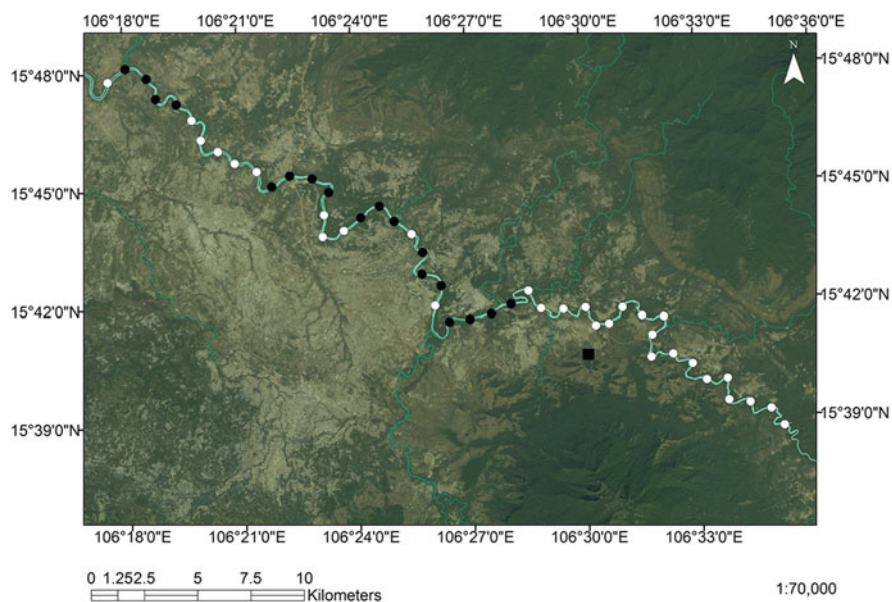 106°18'0"E 106°21'0"E 106°24'0"E 106°27'0"E 106°30'0"E 106°33'0"E 106°36'0"E
N
15°48'0"N 15°48'0"N
15°45'0"N 15°45'0"N
15°42'0"N 15°42'0"N
15°39'0"N 15°39'0"N
106°18'0"E 106°21'0"E 106°24'0"E 106°27'0"E 106°30'0"E 106°33'0"E
0 1.25 2.5 5 7.5 10
Kilometers
1:70,000